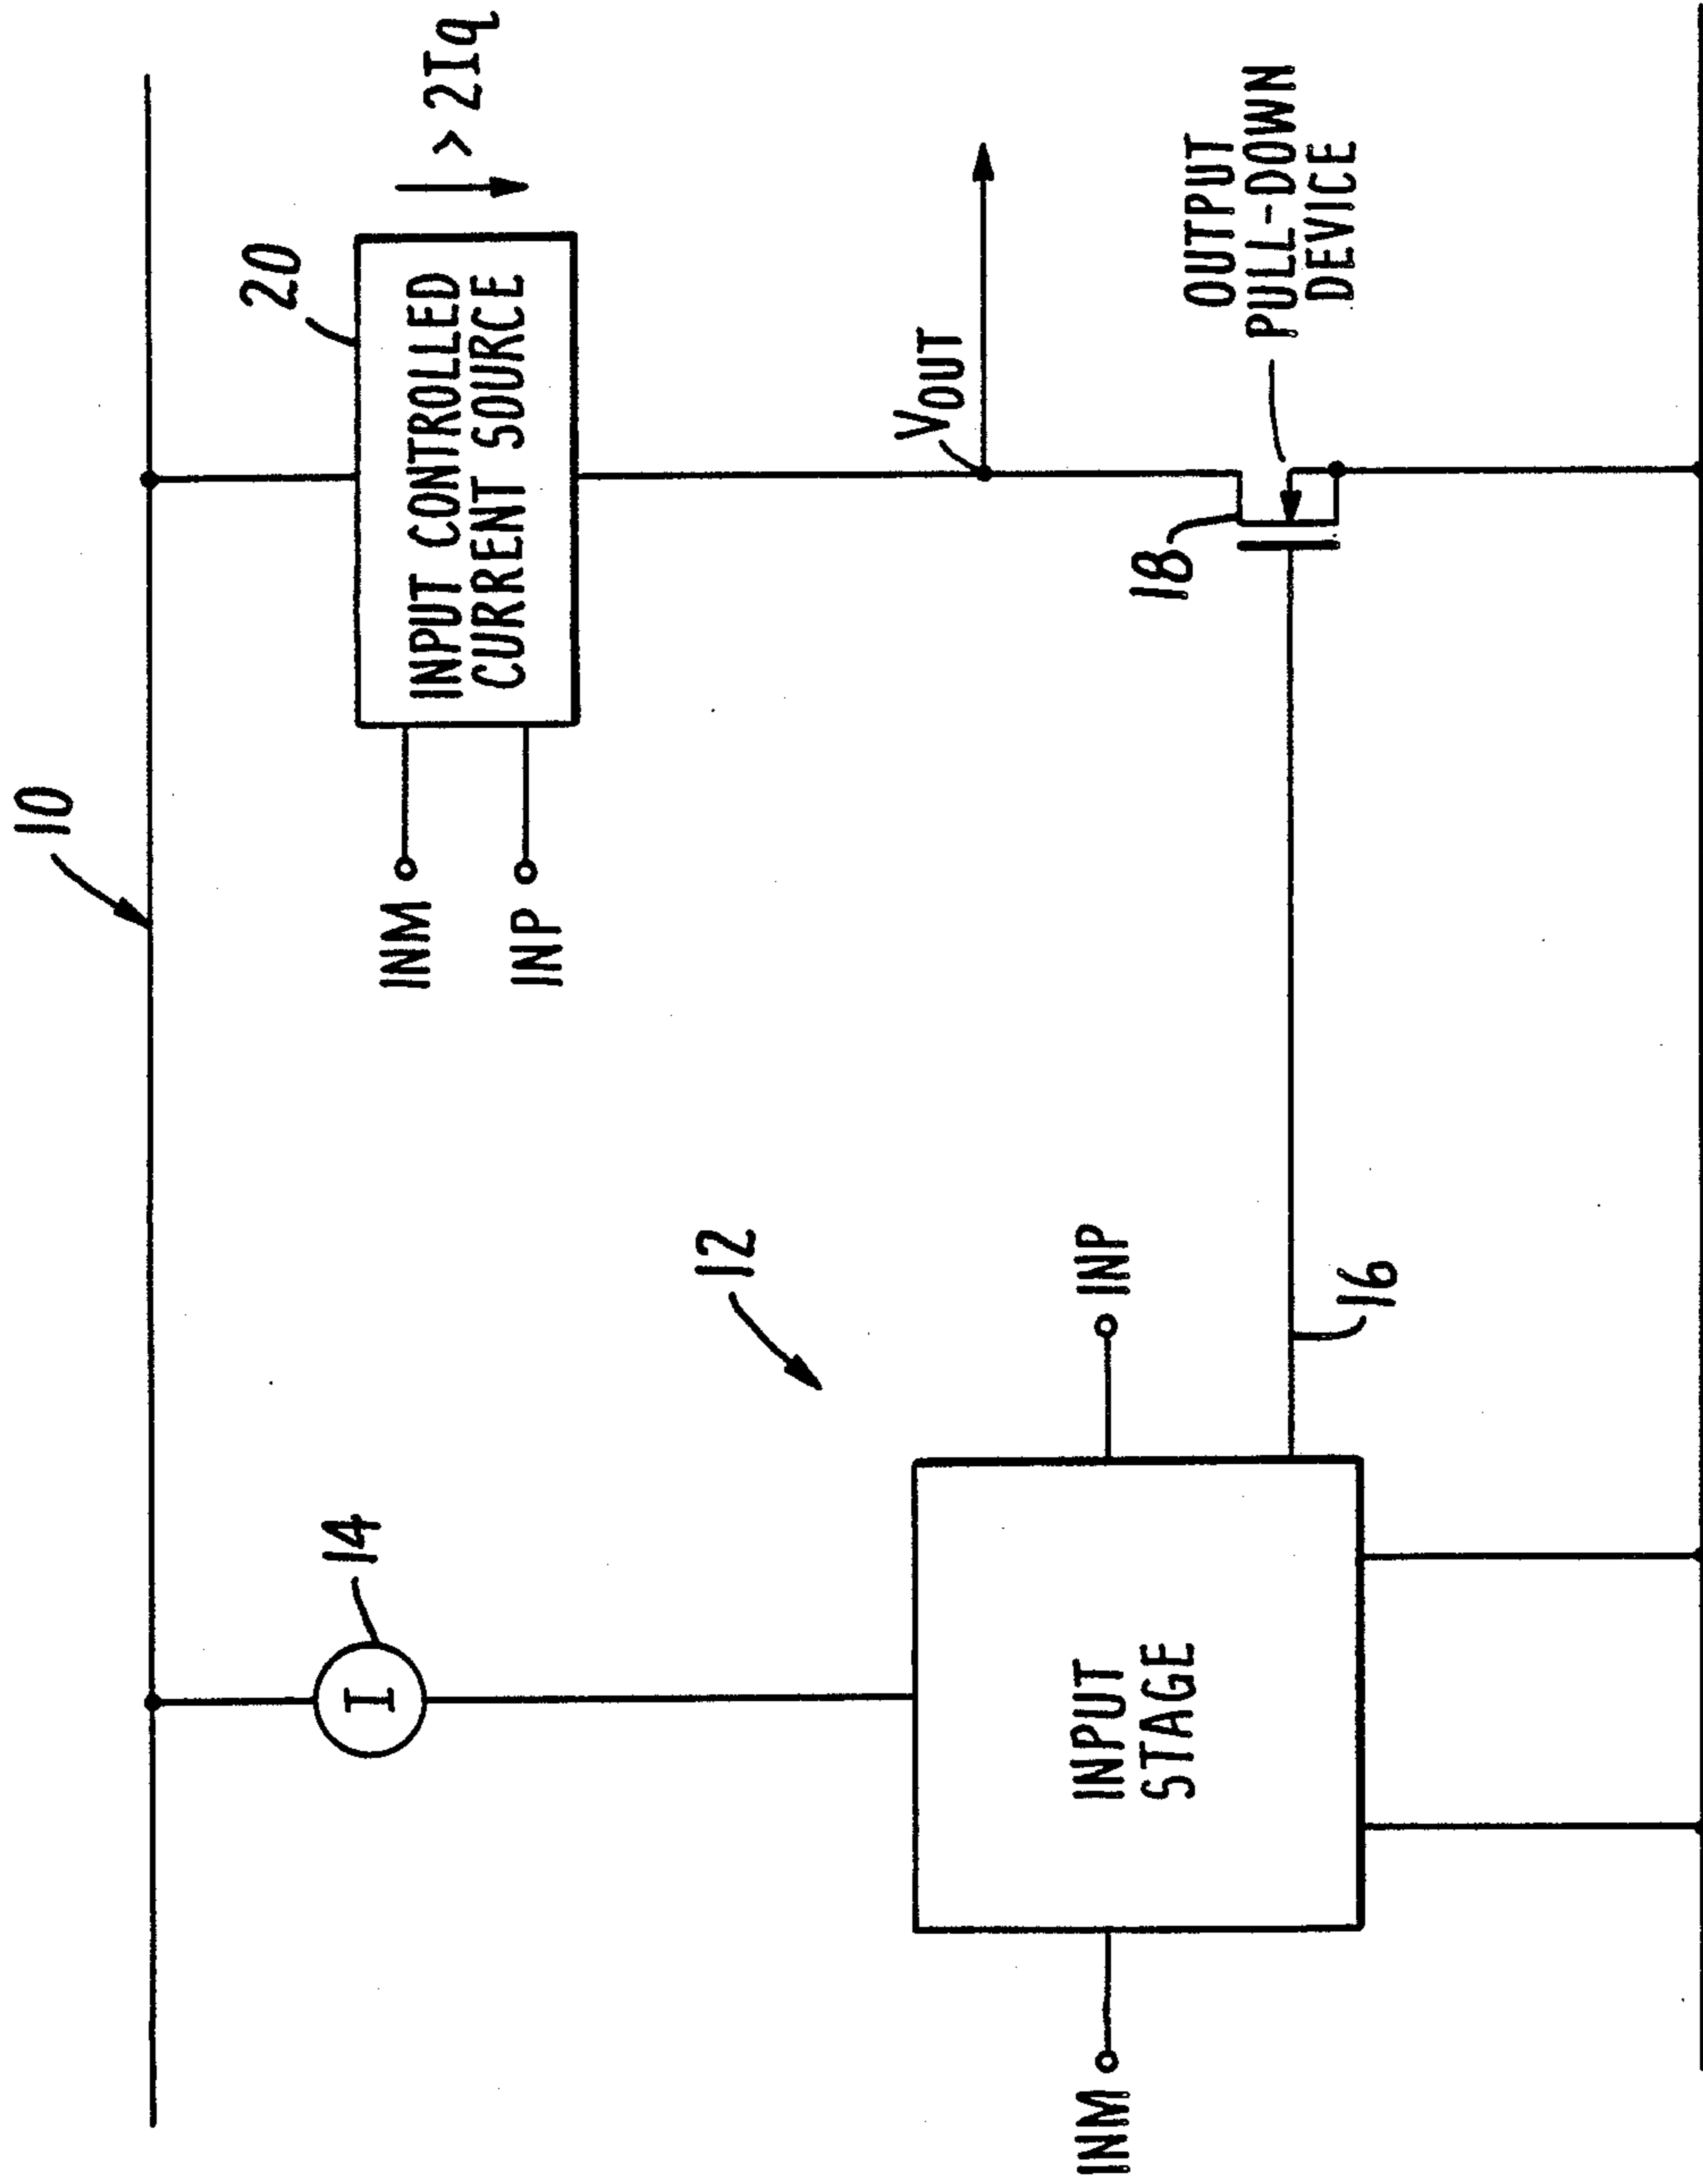 10
20
> 2Iq
INPUT CONTROLLED
CURRENT SOURCE
INM
INP
14
I
12
VOUT
INPUT
STAGE
INM
INP
16
18
OUTPUT
PULL-DOWN
DEVICE